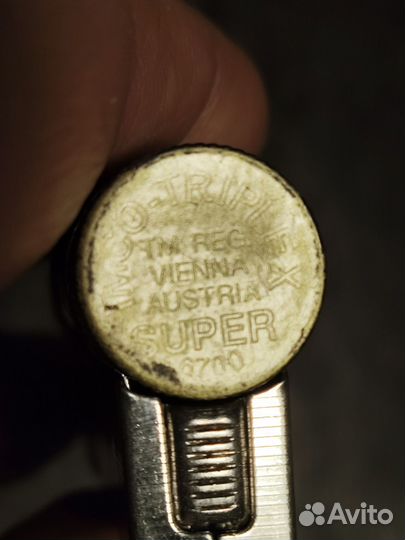 IMCO-TRIPLEX
TM REG.
VIENNA
AUSTRIA
SUPER
6700
Avito